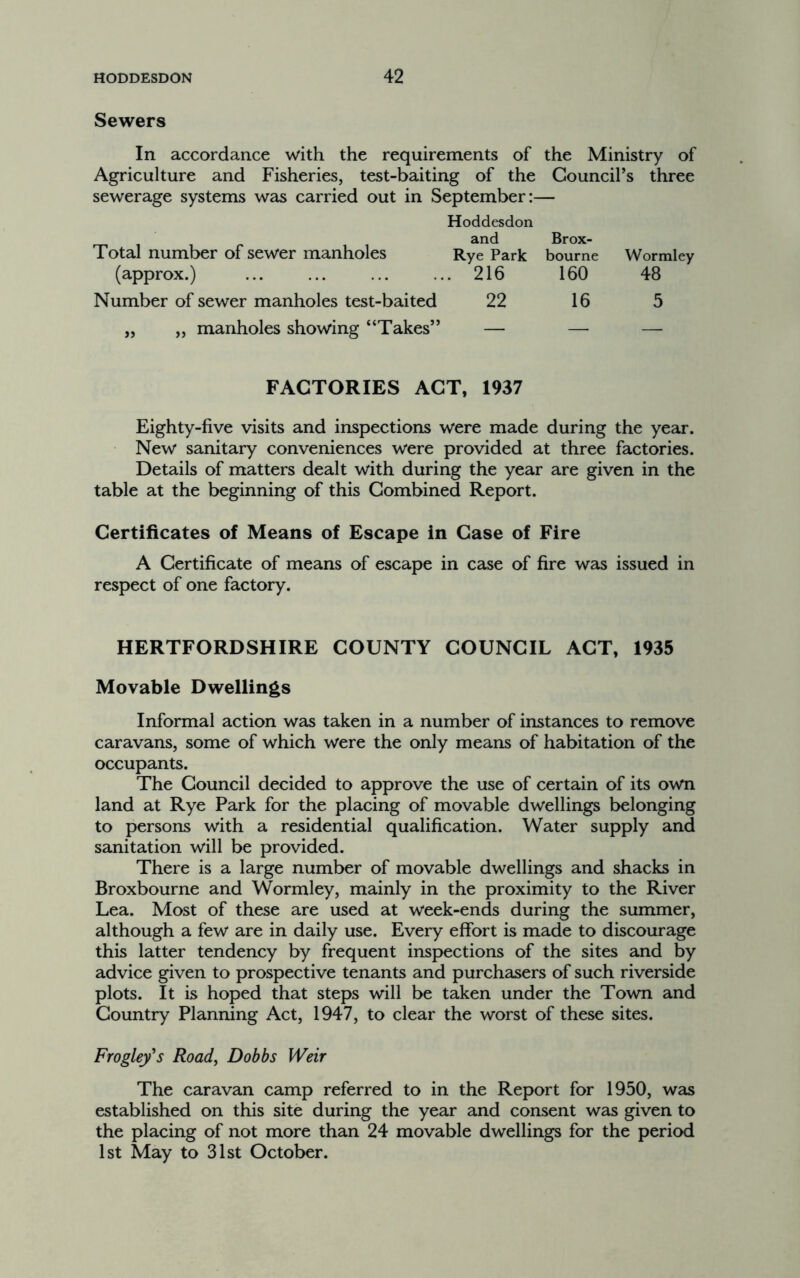 HODDESDON 42
Sewers
In accordance with the requirements of the Ministry of
Agriculture and Fisheries, test-baiting of the Council's three
sewerage systems was carried out in September:—
Hoddesdon
and Brox-
Total number of sewer manholes Rye Park bourne Wormley
(approx.) ... ... ... ... 216 160 48
Number of sewer manholes test-baited 22 16 5
„ „ manholes showing “Takes” — — —
FACTORIES ACT, 1937
Eighty-five visits and inspections were made during the year.
New sanitary conveniences were provided at three factories.
Details of matters dealt with during the year are given in the
table at the beginning of this Combined Report.
Certificates of Means of Escape in Case of Fire
A Certificate of means of escape in case of fire was issued in
respect of one factory.
HERTFORDSHIRE COUNTY COUNCIL ACT, 1935
Movable Dwellings
Informal action was taken in a number of instances to remove
caravans, some of which were the only means of habitation of the
occupants.
The Council decided to approve the use of certain of its own
land at Rye Park for the placing of movable dwellings belonging
to persons with a residential qualification. Water supply and
sanitation will be provided.
There is a large number of movable dwellings and shacks in
Broxbourne and Wormley, mainly in the proximity to the River
Lea. Most of these are used at week-ends during the summer,
although a few are in daily use. Every effort is made to discourage
this latter tendency by frequent inspections of the sites and by
advice given to prospective tenants and purchasers of such riverside
plots. It is hoped that steps will be taken under the Town and
Country Planning Act, 1947, to clear the worst of these sites.
Frogley's Road, Dobbs Weir
The caravan camp referred to in the Report for 1950, was
established on this site during the year and consent was given to
the placing of not more than 24 movable dwellings for the period
1st May to 31st October.